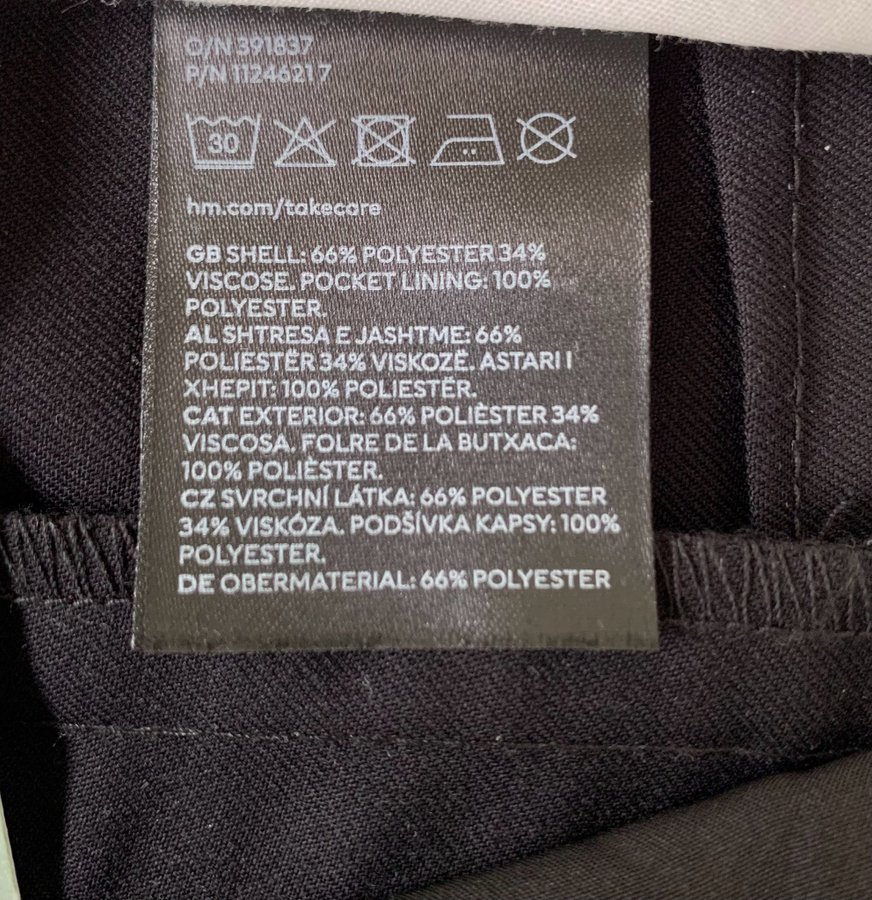 O/N 391837
P/N 11246217
30
hm.com/takecare
GB SHELL: 66% POLYESTER 34%
VISCOSE. POCKET LINING: 100%
POLYESTER.
AL SHTRESA E JASHTME: 66%
POLIESTËR 34% VISKOZË. ASTARI I
XHEPIT: 100% POLIESTËR.
CAT EXTERIOR: 66% POLIÈSTER 34%
VISCOSA. FOLRE DE LA BUTXACA:
100% POLIÈSTER.
CZ SVRCHNÍ LÁTKA: 66% POLYESTER
34% VISKÓZA. PODŠÍVKA KAPSY: 100%
POLYESTER.
DE OBERMATERIAL: 66% POLYESTER